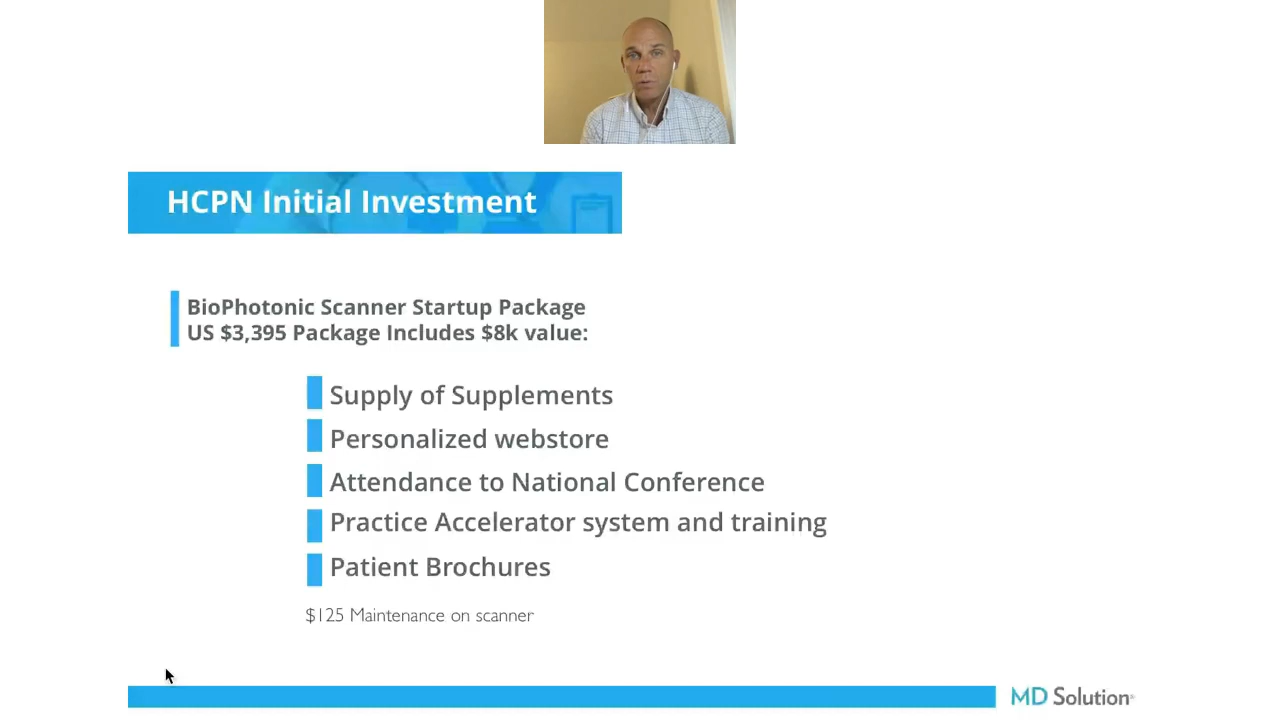 HCPN Initial Investment
BioPhotonic Scanner Startup Package
US $3,395 Package Includes $8k value:
Supply of Supplements
Personalized webstore
Attendance to National Conference
Practice Accelerator system and training
Patient Brochures
$125 Maintenance on scanner
MD Solution